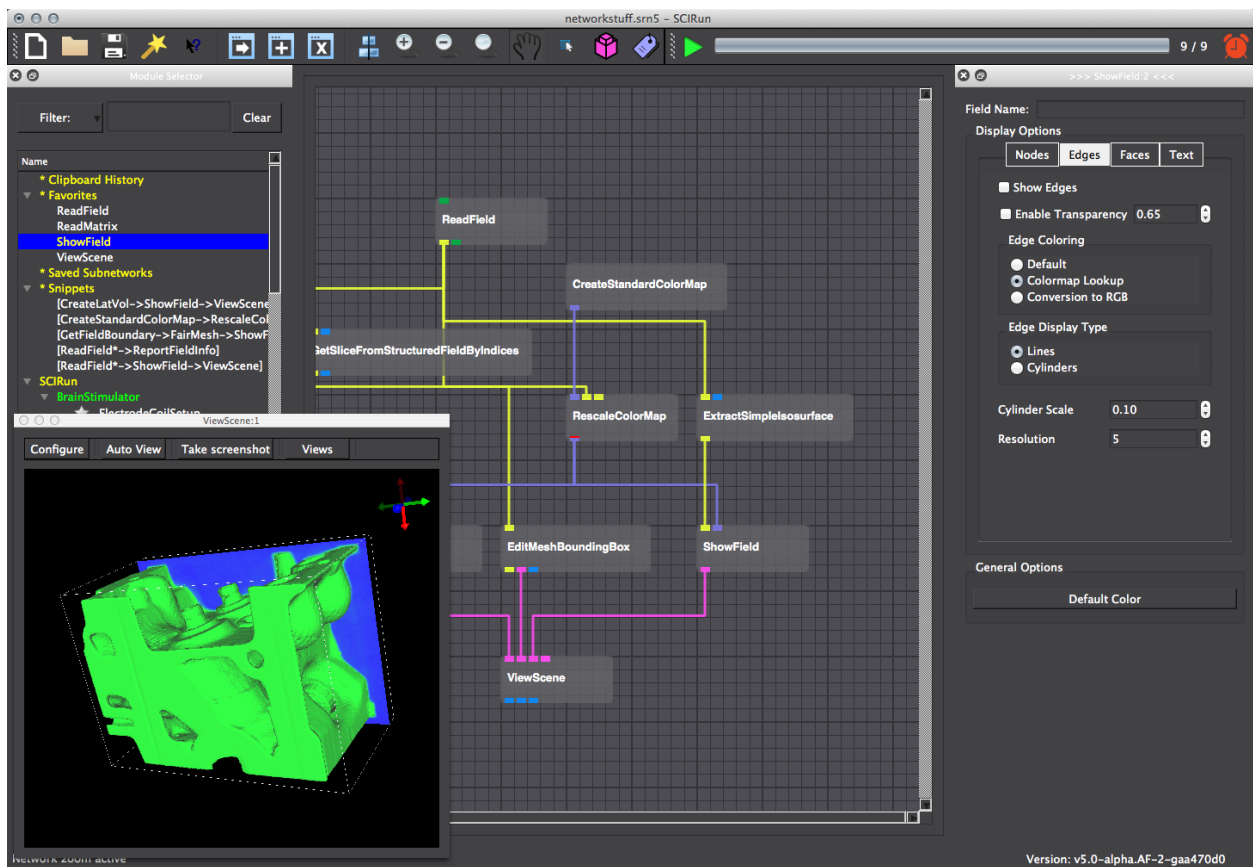 networkstuff.srn5 – SCIRun
9 / 9
Module Selector
Filter:
Clear
Name
* Clipboard History
* Favorites
ReadField
ReadMatrix
ShowField
ViewScene
* Saved Subnetworks
* Snippets
[CreateLatVol->ShowField->ViewScene
[CreateStandardColorMap->RescaleCol
[GetFieldBoundary->FairMesh->ShowF
[ReadField*->ReportFieldInfo]
[ReadField*->ShowField->ViewScene]
SCIRun
BrainStimulator
ElectrodeCoilSetup
ViewScene:1
Configure Auto View Take screenshot Views
ReadField
CreateStandardColorMap
GetSliceFromStructuredFieldByIndices
RescaleColorMap
ExtractSimpleIsosurface
EditMeshBoundingBox
ShowField
ViewScene
>>> ShowField:2 <<<
Field Name:
Display Options
Nodes Edges Faces Text
Show Edges
Enable Transparency 0.65
Edge Coloring
Default
Colormap Lookup
Conversion to RGB
Edge Display Type
Lines
Cylinders
Cylinder Scale 0.10
Resolution 5
General Options
Default Color
Network zoom active
Version: v5.0-alpha.AF-2-gaa470d0